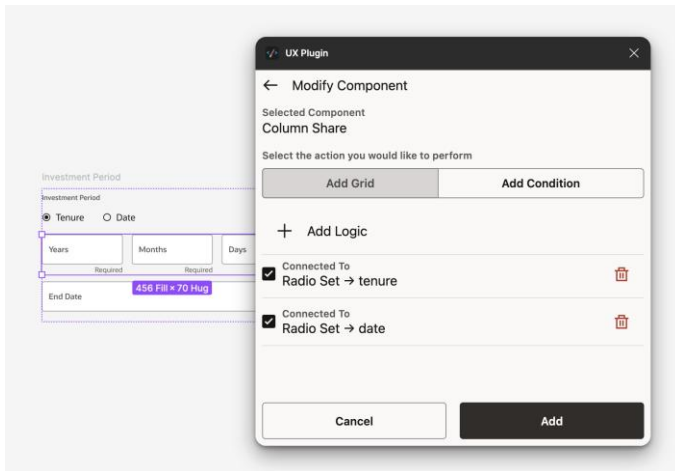 UX Plugin
Modify Component
Selected Component
Column Share
Select the action you would like to perform
Add Grid
Add Condition
Add Logic
Connected To
Radio Set → tenure
Connected To
Radio Set → date
Cancel
Add
Investment Period
Investment Period
Tenure
Date
Years
Months
Days
Required
Required
456 Fill × 70 Hug
End Date